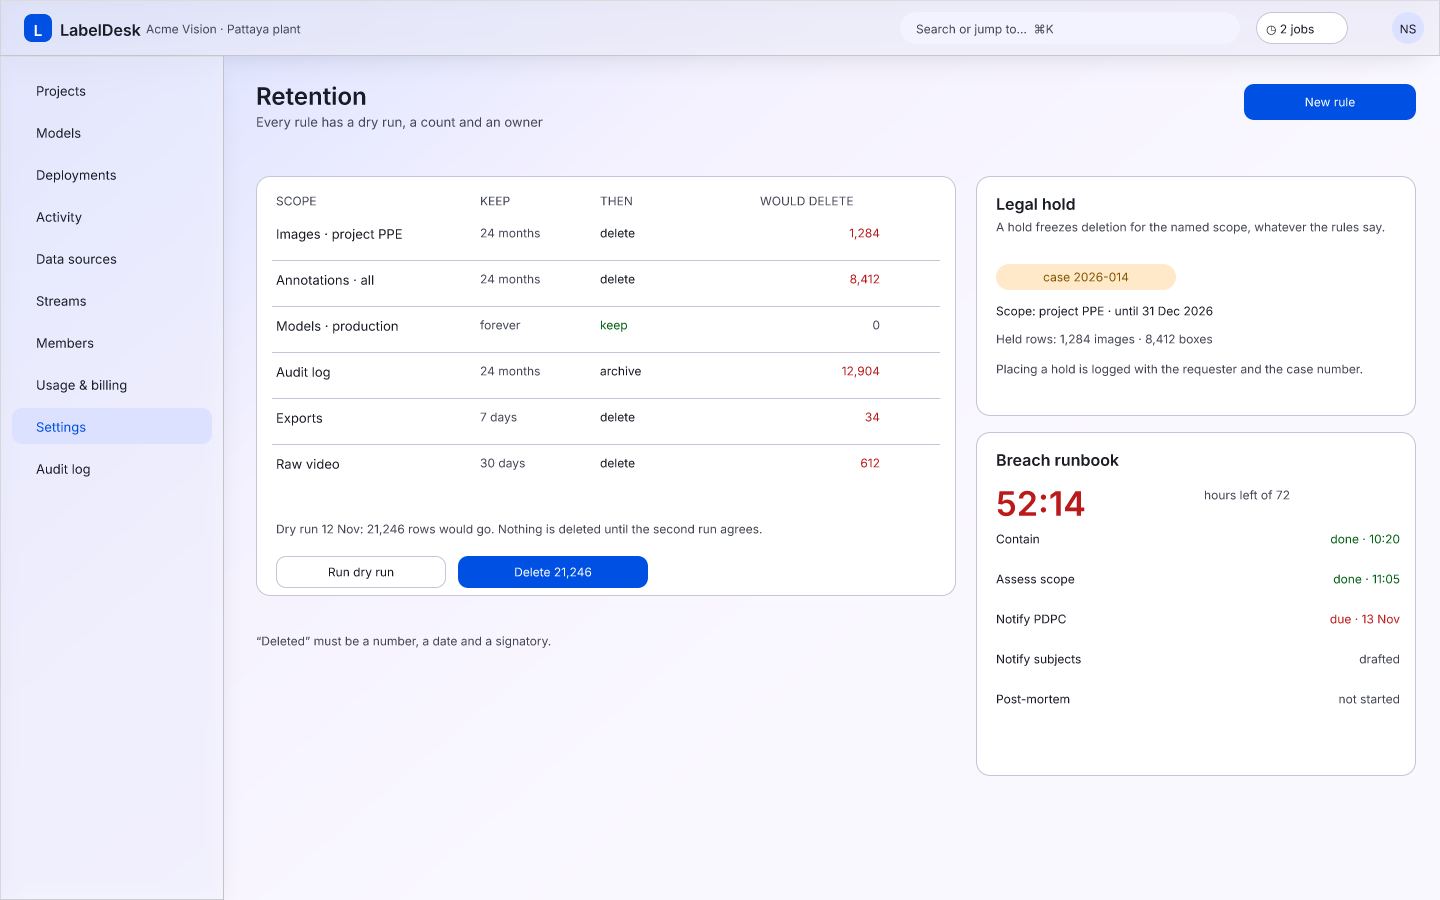 L LabelDesk Acme Vision · Pattaya plant
Search or jump to... ⌘K
◷ 2 jobs
NS
Projects
Models
Deployments
Activity
Data sources
Streams
Members
Usage & billing
Settings
Audit log
Retention
Every rule has a dry run, a count and an owner
New rule
SCOPE KEEP THEN WOULD DELETE
Images · project PPE 24 months delete 1,284
Annotations · all 24 months delete 8,412
Models · production forever keep 0
Audit log 24 months archive 12,904
Exports 7 days delete 34
Raw video 30 days delete 612
Dry run 12 Nov: 21,246 rows would go. Nothing is deleted until the second run agrees.
Run dry run
Delete 21,246
“Deleted” must be a number, a date and a signatory.
Legal hold
A hold freezes deletion for the named scope, whatever the rules say.
case 2026-014
Scope: project PPE · until 31 Dec 2026
Held rows: 1,284 images · 8,412 boxes
Placing a hold is logged with the requester and the case number.
Breach runbook
52:14 hours left of 72
Contain done · 10:20
Assess scope done · 11:05
Notify PDPC due · 13 Nov
Notify subjects drafted
Post-mortem not started